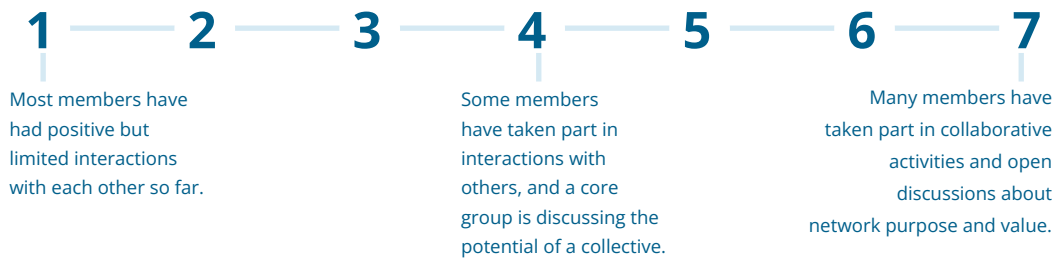 1 2 3 4 5 6 7
Most members have
had positive but
limited interactions
with each other so far.
Some members
have taken part in
interactions with
others, and a core
group is discussing the
potential of a collective.
Many members have
taken part in collaborative
activities and open
discussions about
network purpose and value.